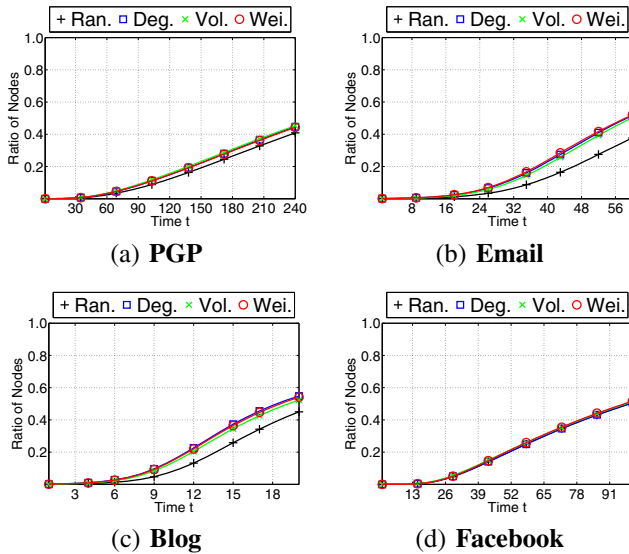 Ran. Deg. Vol. Wei.
1.0
0.8
0.6
0.4
0.2
Ratio of Nodes
30 60 90 120 150 180 210 240
Time t
(a) PGP
Ran. Deg. Vol. Wei.
1.0
0.8
0.6
0.4
0.2
Ratio of Nodes
8 16 24 32 40 48 56
Time t
(b) Email
Ran. Deg. Vol. Wei.
1.0
0.8
0.6
0.4
0.2
Ratio of Nodes
3 6 9 12 15 18
Time t
(c) Blog
Ran. Deg. Vol. Wei.
1.0
0.8
0.6
0.4
0.2
Ratio of Nodes
13 26 39 52 65 78 91
Time t
(d) Facebook